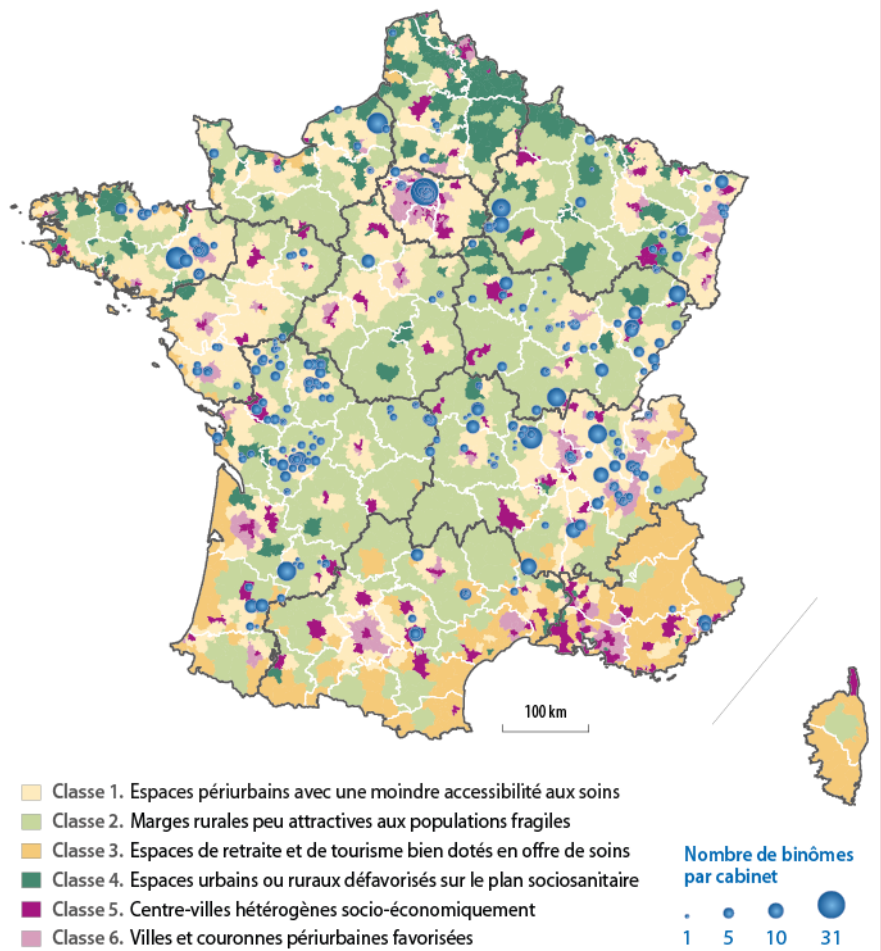 100 km
Classe 1. Espaces périurbains avec une moindre accessibilité aux soins
Classe 2. Marges rurales peu attractives aux populations fragiles
Classe 3. Espaces de retraite et de tourisme bien dotés en offre de soins
Classe 4. Espaces urbains ou ruraux défavorisés sur le plan sociosanitaire
Classe 5. Centre-villes hétérogènes socio-économiquement
Classe 6. Villes et couronnes périurbaines favorisées
Nombre de binômes
par cabinet
1 5 10 31